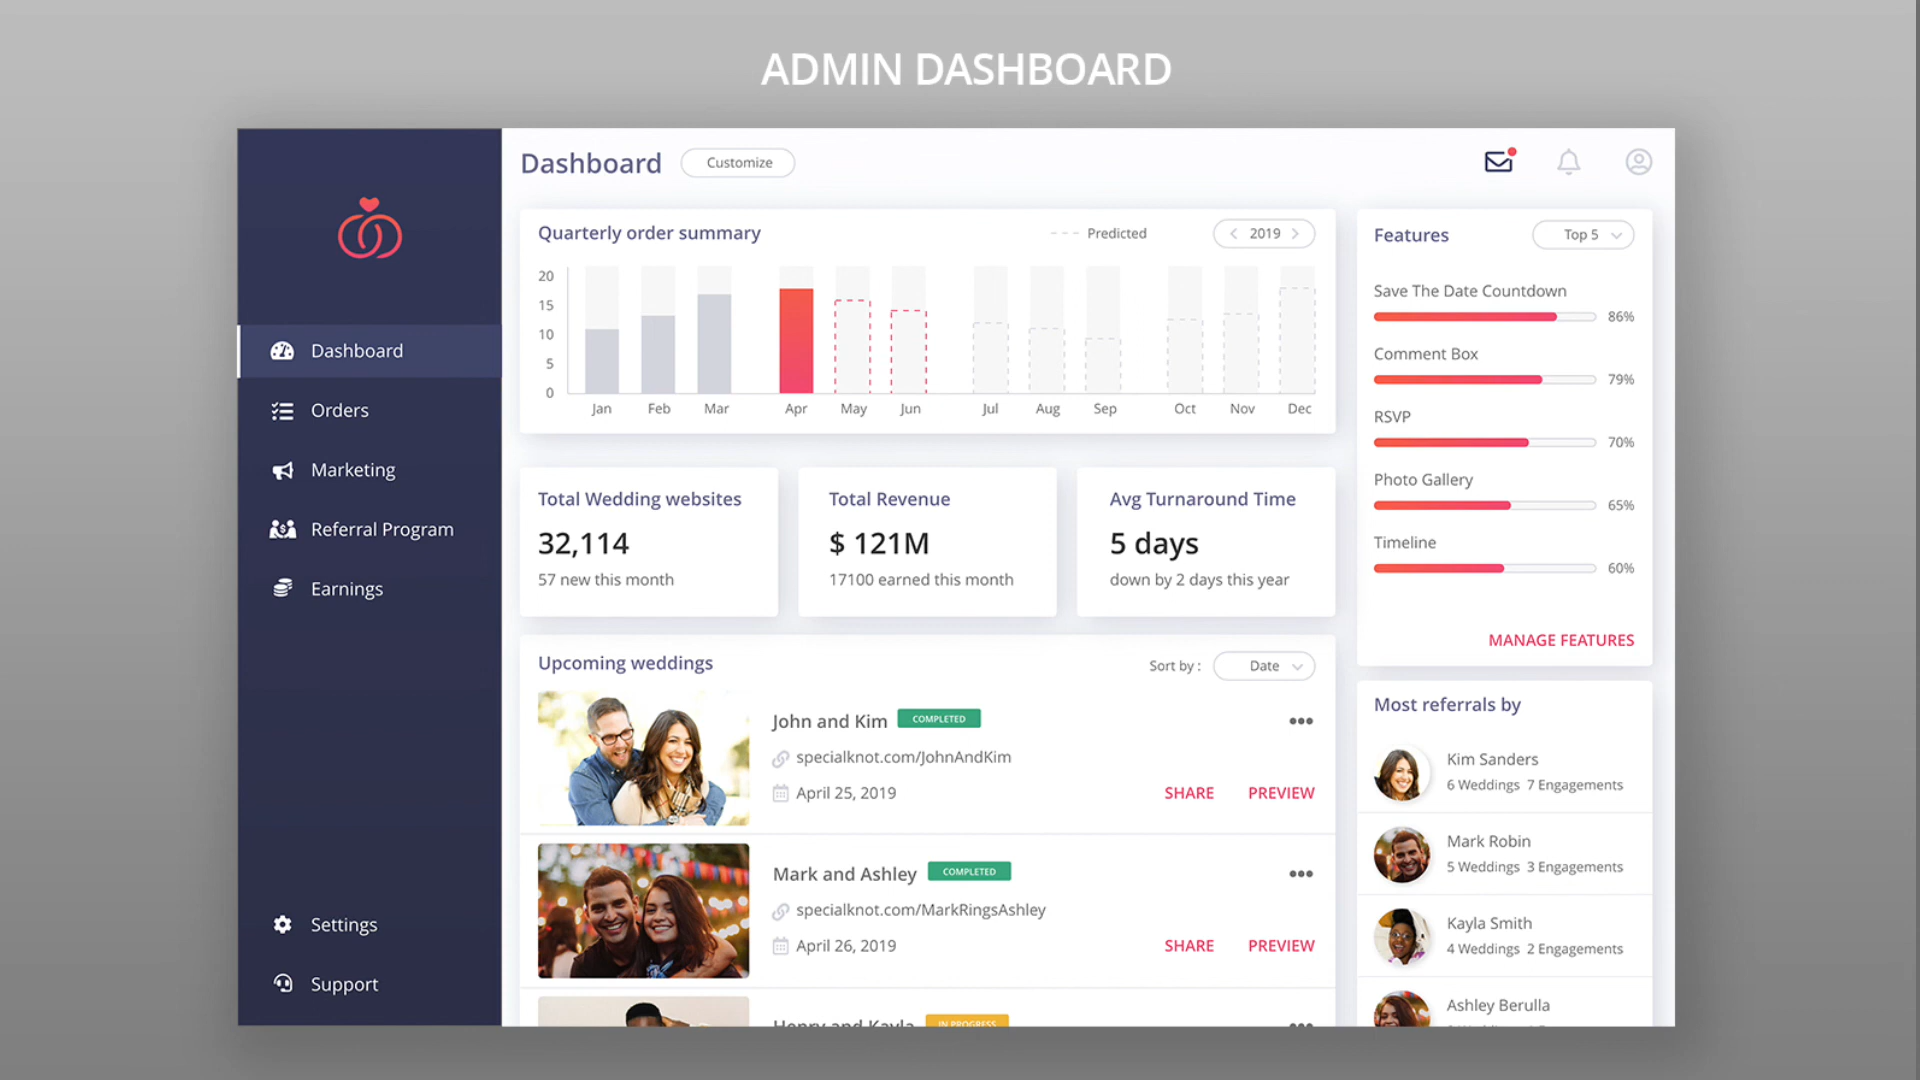 ADMIN DASHBOARD
Dashboard
Customize
Dashboard
Orders
Marketing
Referral Program
Earnings
Settings
Support
Quarterly order summary
Predicted
2019
20
15
10
5
0
Jan Feb Mar Apr May Jun Jul Aug Sep Oct Nov Dec
Total Wedding websites
32,114
57 new this month
Total Revenue
$ 121M
17100 earned this month
Avg Turnaround Time
5 days
down by 2 days this year
Upcoming weddings
Sort by :
Date
John and Kim
COMPLETED
specialknot.com/JohnAndKim
April 25, 2019
SHARE PREVIEW
Mark and Ashley
COMPLETED
specialknot.com/MarkRingsAshley
April 26, 2019
SHARE PREVIEW
Henry and Kayla
IN PROGRESS
Features
Top 5
Save The Date Countdown
86%
Comment Box
79%
RSVP
70%
Photo Gallery
65%
Timeline
60%
MANAGE FEATURES
Most referrals by
Kim Sanders
6 Weddings 7 Engagements
Mark Robin
5 Weddings 3 Engagements
Kayla Smith
4 Weddings 2 Engagements
Ashley Berulla